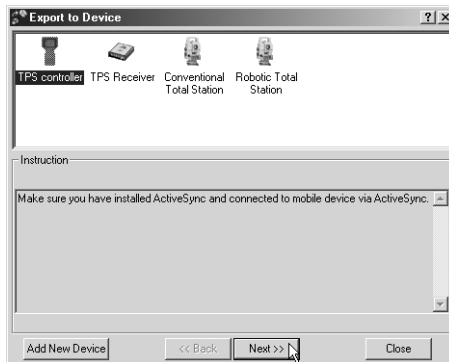 Export to Device
TPS controller
TPS Receiver
Conventional Total Station
Robotic Total Station
Instruction
Make sure you have installed ActiveSync and connected to mobile device via ActiveSync.
Add New Device
<< Back
Next >>
Close